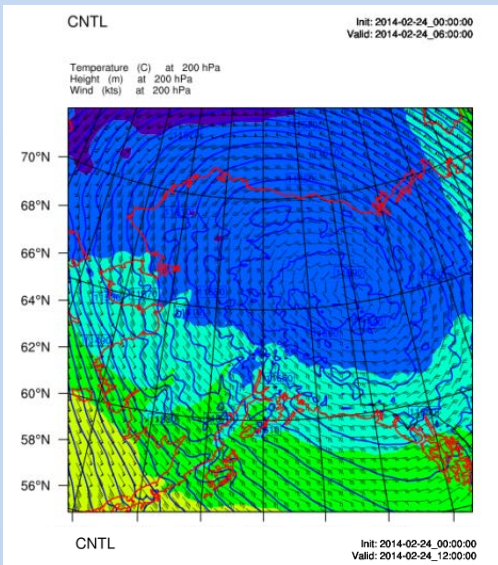 CNTL
Init: 2014-02-24_00:00:00
Valid: 2014-02-24_06:00:00
Temperature (C) at 200 hPa
Height (m) at 200 hPa
Wind (kts) at 200 hPa
70°N
68°N
66°N
64°N
62°N
60°N
58°N
56°N
CNTL
Init: 2014-02-24_00:00:00
Valid: 2014-02-24_12:00:00